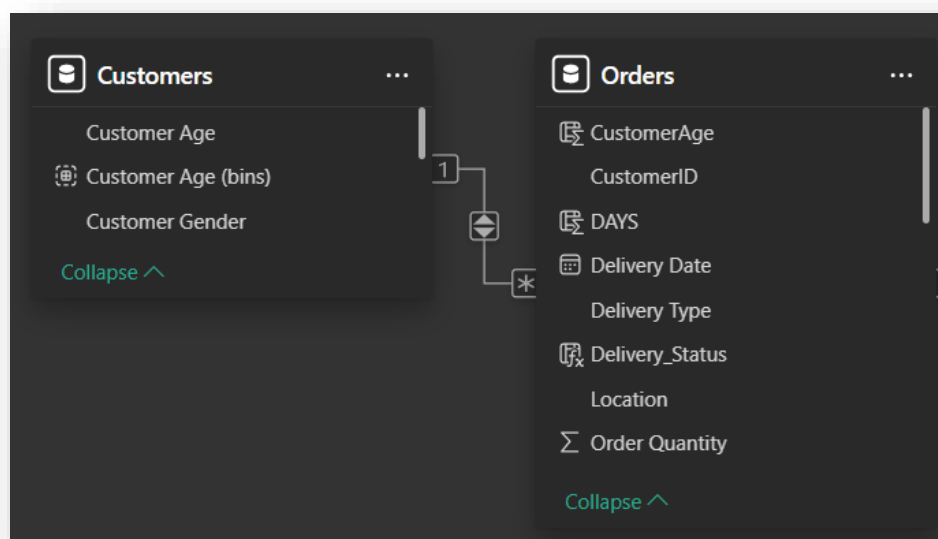 Customers
Customer Age
Customer Age (bins)
Customer Gender
Collapse
1
*
Orders
CustomerAge
CustomerID
DAYS
Delivery Date
Delivery Type
Delivery_Status
Location
Order Quantity
Collapse